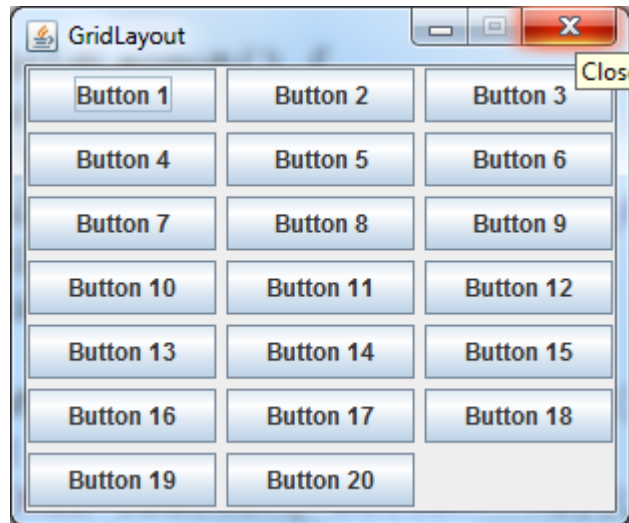 GridLayout
Clos
Button 1 Button 2 Button 3
Button 4 Button 5 Button 6
Button 7 Button 8 Button 9
Button 10 Button 11 Button 12
Button 13 Button 14 Button 15
Button 16 Button 17 Button 18
Button 19 Button 20